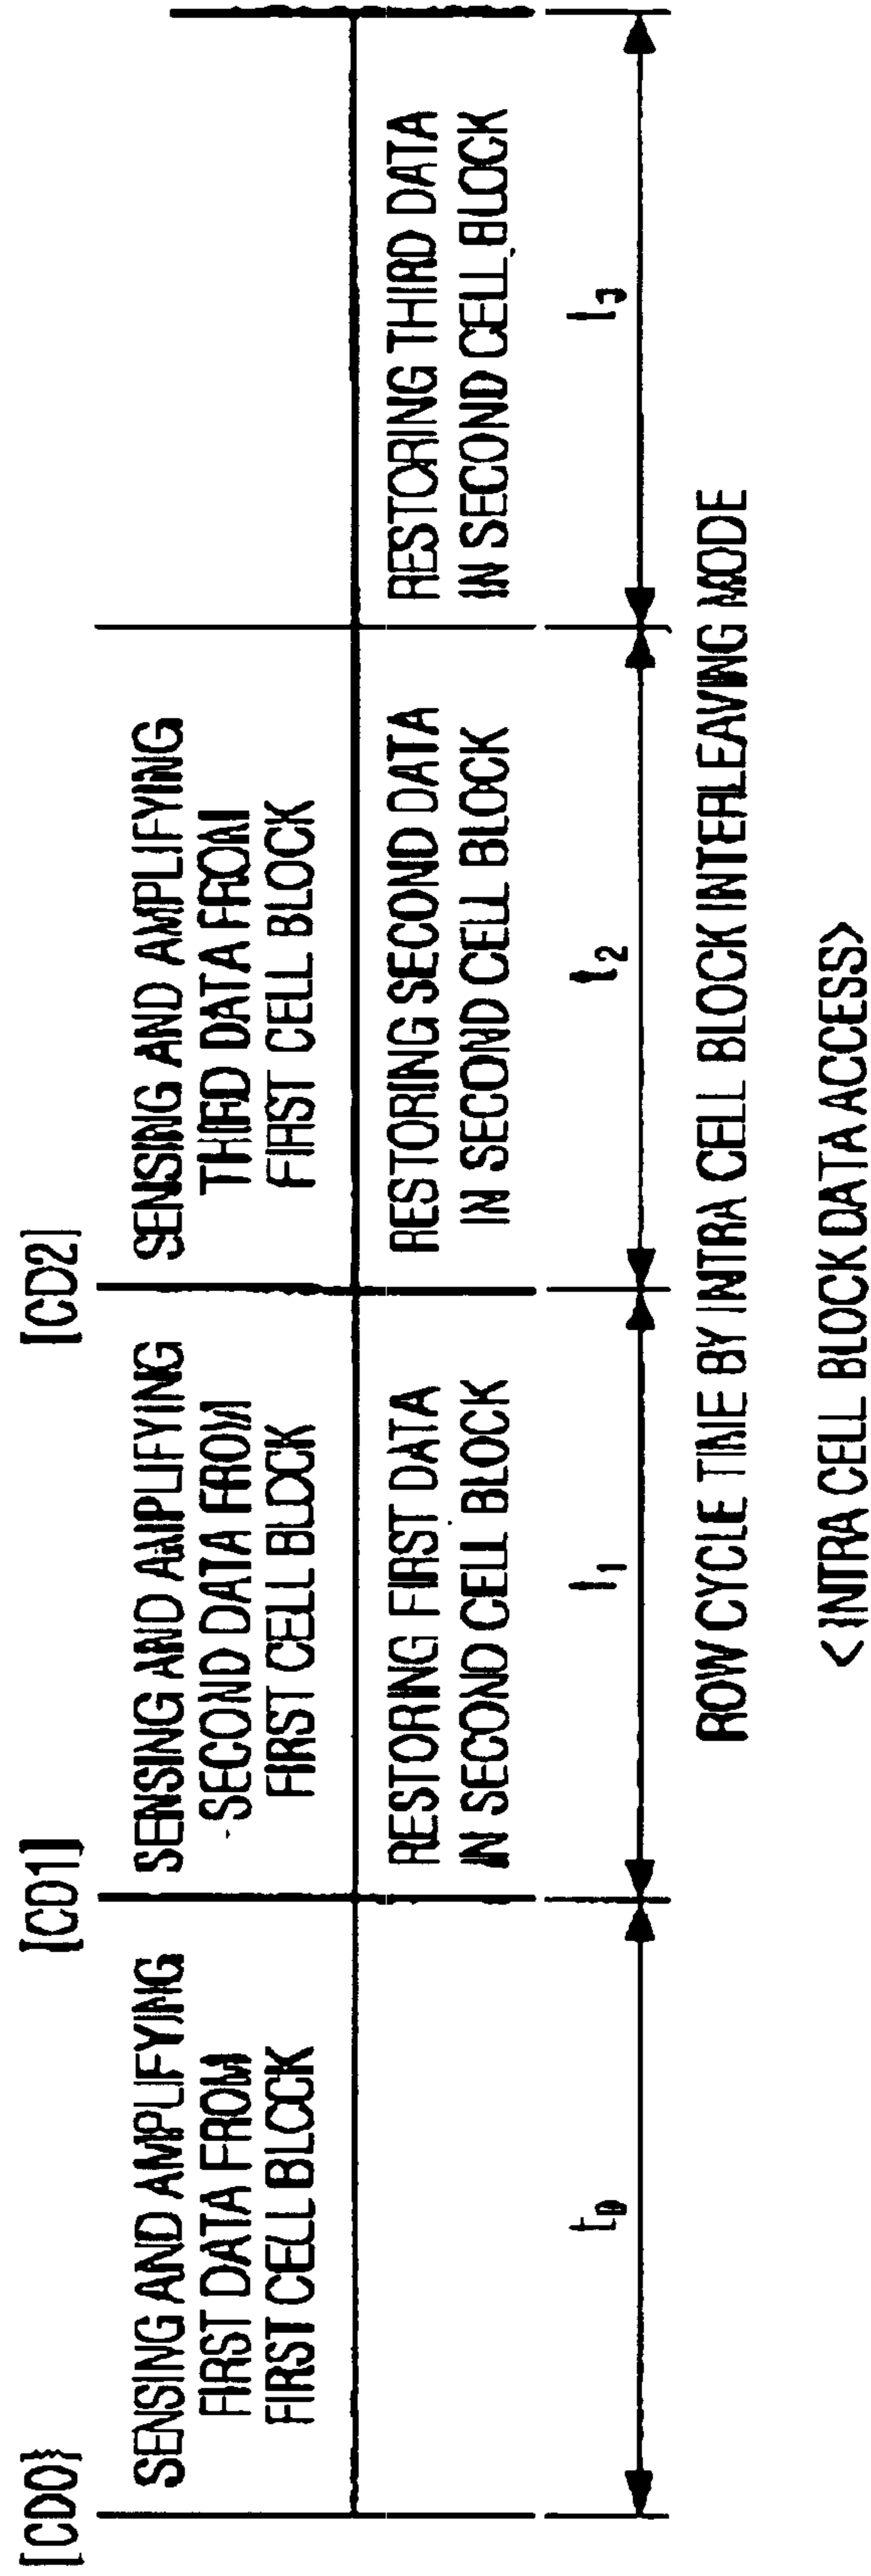 [CD0]
[CD1]
[CD2]
SENSING AND AMPLIFYING
FIRST DATA FROM
FIRST CELL BLOCK
SENSING AND AMPLIFYING
SECOND DATA FROM
FIRST CELL BLOCK
SENSING AND AMPLIFYING
THIRD DATA FROM
FIRST CELL BLOCK
RESTORING FIRST DATA
IN SECOND CELL BLOCK
RESTORING SECOND DATA
IN SECOND CELL BLOCK
RESTORING THIRD DATA
IN SECOND CELL BLOCK
t0
t1
t2
t3
ROW CYCLE TIME BY INTRA CELL BLOCK INTERLEAVING MODE
<INTRA CELL BLOCK DATA ACCESS>